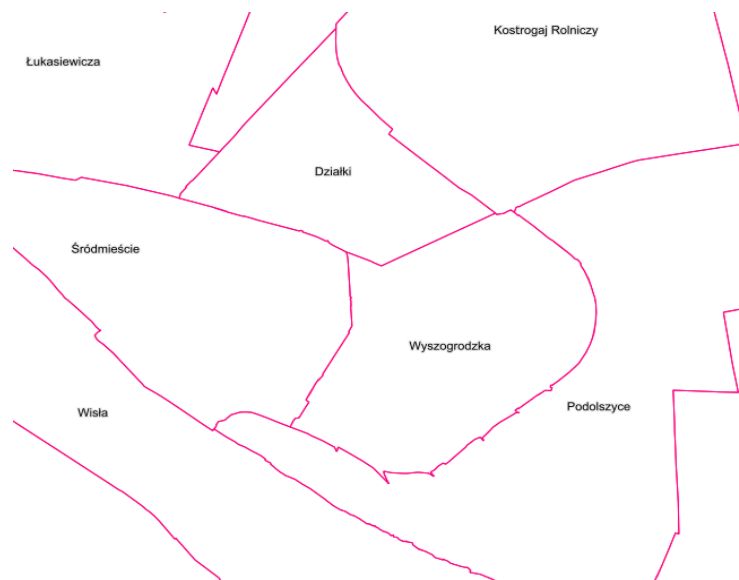 Kostrogaj Rolniczy
Łukasiewicza
Działki
Śródmieście
Wyszogrodzka
Podolszyce
Wisła